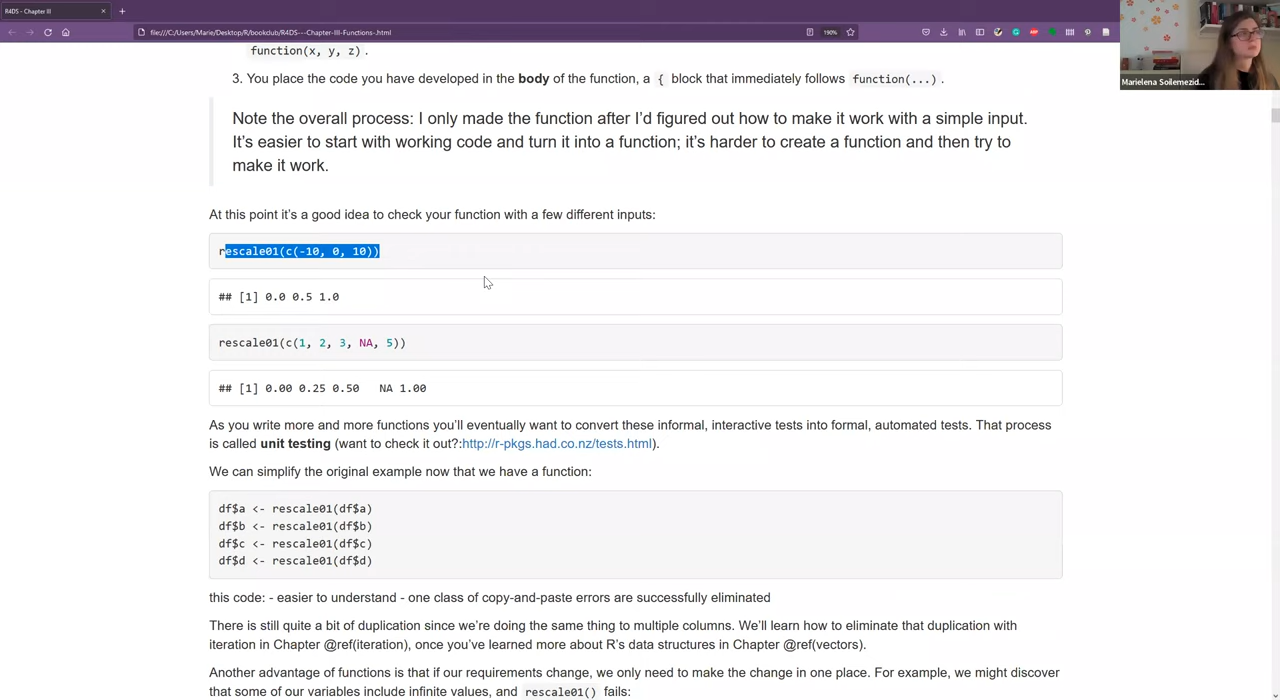 R4DS - Chapter III
file:///C:/Users/Marie/Desktop/R/bookclub/R4DS---Chapter-III-Functions-.html
190%
Marielena Soilemezid...
function(x, y, z) .
3. You place the code you have developed in the body of the function, a { block that immediately follows function(...) .
Note the overall process: I only made the function after I'd figured out how to make it work with a simple input.
It's easier to start with working code and turn it into a function; it's harder to create a function and then try to
make it work.
At this point it's a good idea to check your function with a few different inputs:
rescale01(c(-10, 0, 10))
## [1] 0.0 0.5 1.0
rescale01(c(1, 2, 3, NA, 5))
## [1] 0.00 0.25 0.50   NA 1.00
As you write more and more functions you'll eventually want to convert these informal, interactive tests into formal, automated tests. That process
is called unit testing (want to check it out?:http://r-pkgs.had.co.nz/tests.html).
We can simplify the original example now that we have a function:
df$a <- rescale01(df$a)
df$b <- rescale01(df$b)
df$c <- rescale01(df$c)
df$d <- rescale01(df$d)
this code: - easier to understand - one class of copy-and-paste errors are successfully eliminated
There is still quite a bit of duplication since we're doing the same thing to multiple columns. We'll learn how to eliminate that duplication with
iteration in Chapter @ref(iteration), once you've learned more about R's data structures in Chapter @ref(vectors).
Another advantage of functions is that if our requirements change, we only need to make the change in one place. For example, we might discover
that some of our variables include infinite values, and rescale01() fails: